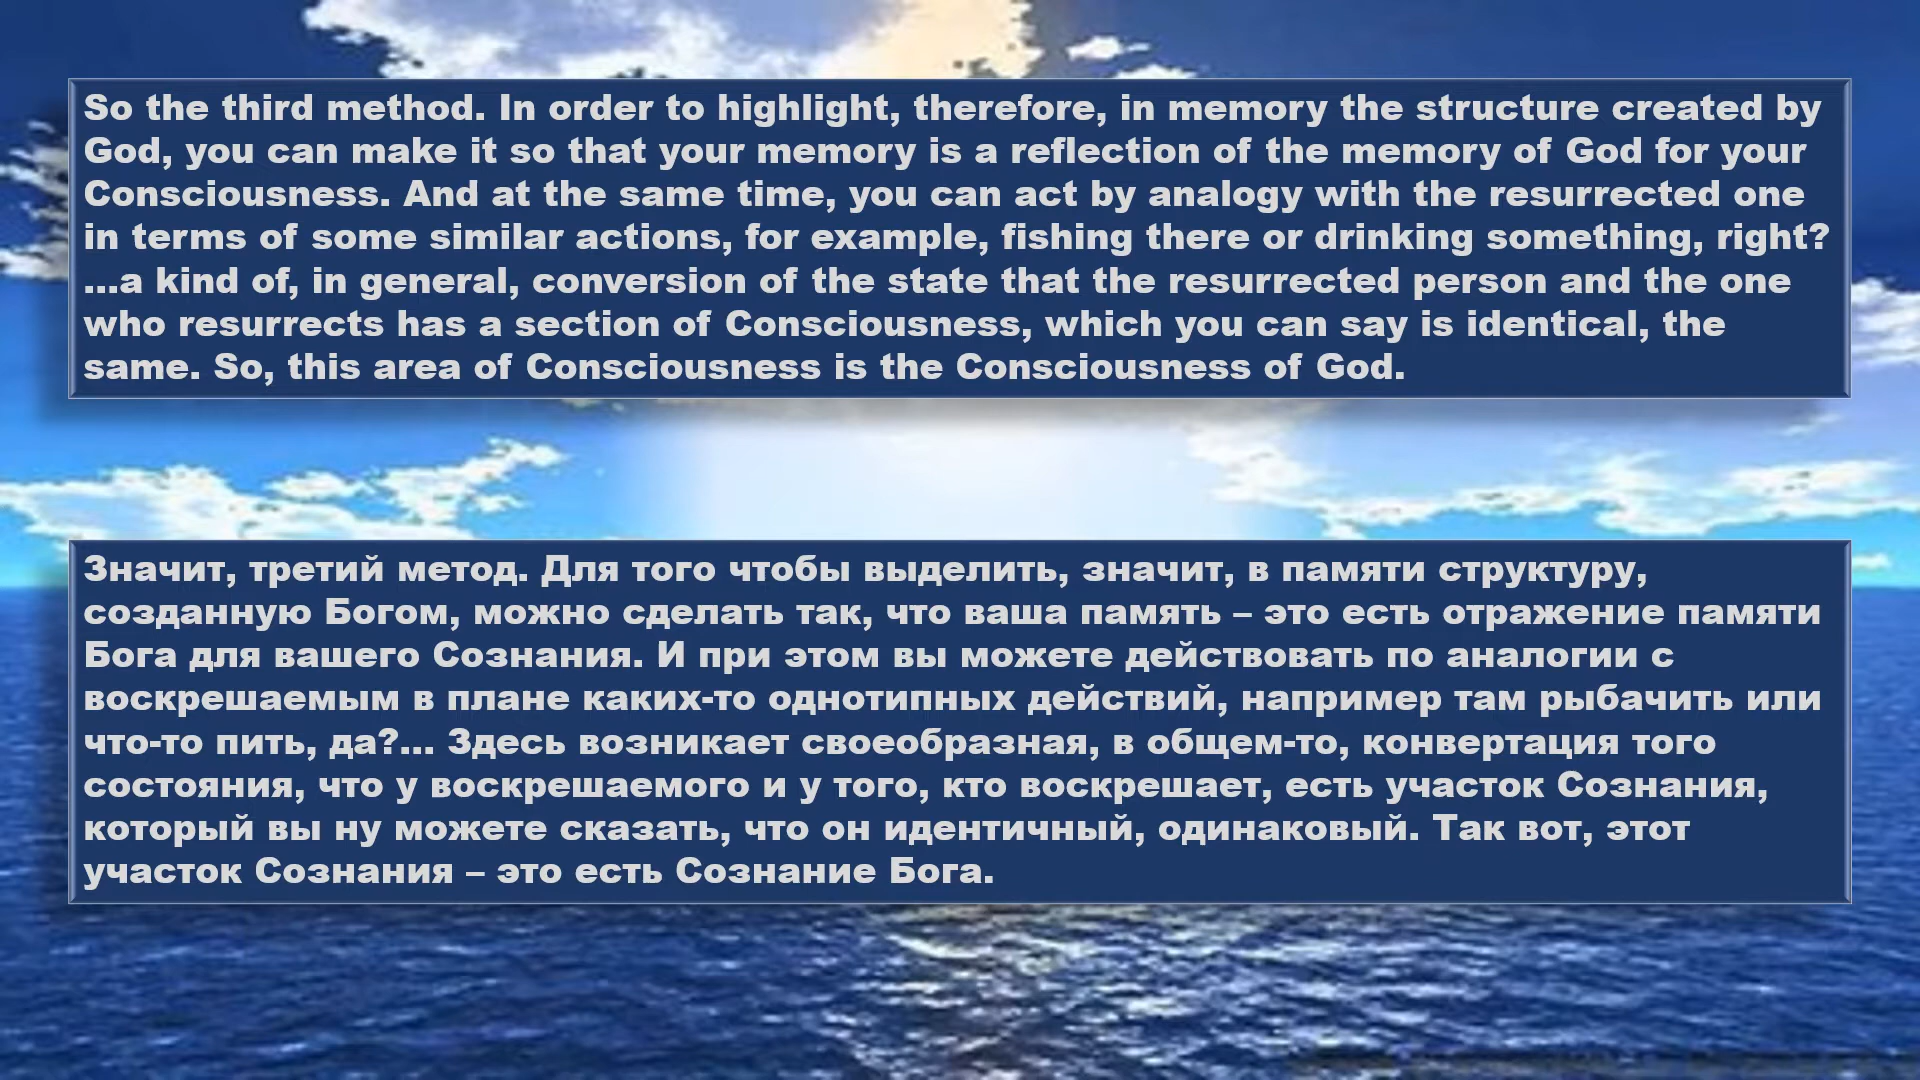 So the third method. In order to highlight, therefore, in memory the structure created by
God, you can make it so that your memory is a reflection of the memory of God for your
Consciousness. And at the same time, you can act by analogy with the resurrected one
in terms of some similar actions, for example, fishing there or drinking something, right?
...a kind of, in general, conversion of the state that the resurrected person and the one
who resurrects has a section of Consciousness, which you can say is identical, the
same. So, this area of Consciousness is the Consciousness of God.
Значит, третий метод. Для того чтобы выделить, значит, в памяти структуру,
созданную Богом, можно сделать так, что ваша память – это есть отражение памяти
Бога для вашего Сознания. И при этом вы можете действовать по аналогии с
воскрешаемым в плане каких-то однотипных действий, например там рыбачить или
что-то пить, да?... Здесь возникает своеобразная, в общем-то, конвертация того
состояния, что у воскрешаемого и у того, кто воскрешает, есть участок Сознания,
который вы ну можете сказать, что он идентичный, одинаковый. Так вот, этот
участок Сознания – это есть Сознание Бога.